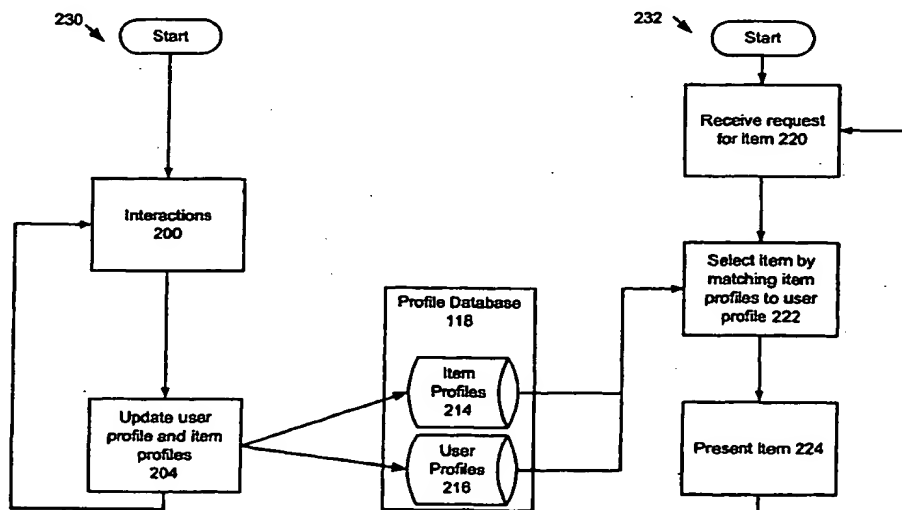 230
Start
Interactions
200
Update user
profile and item
profiles
204
Profile Database
118
Item
Profiles
214
User
Profiles
216
232
Start
Receive request
for Item 220
Select item by
matching item
profiles to user
profile 222
Present Item 224